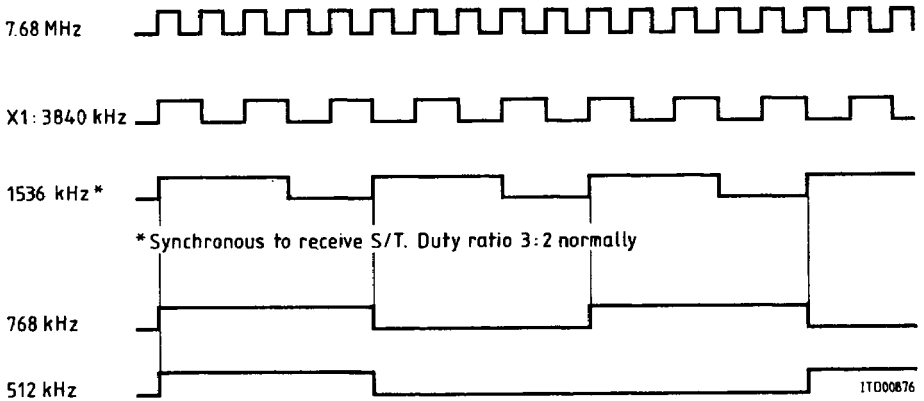 7.68 MHz
X1: 3840 kHz
1536 kHz*
* Synchronous to receive S/T. Duty ratio 3:2 normally
768 kHz
512 kHz
ITD00876